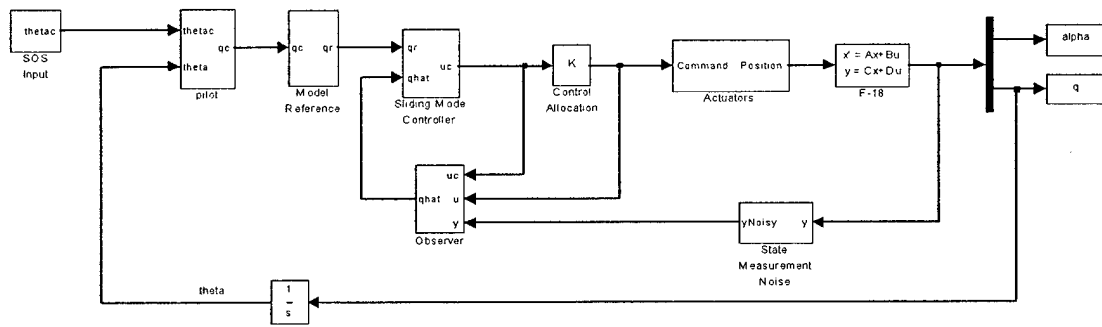 thetac
SOS
Input
thetac
theta
qc
pilot
qc
qr
Model
Reference
qr
qhat
uc
Sliding Mode
Controller
K
Control
Allocation
Command
Position
Actuators
x' = Ax+Bu
y = Cx+Du
F-18
alpha
q
uc
qhat
u
y
Observer
yNoisy
y
State
Measurement
Noise
theta
1
s